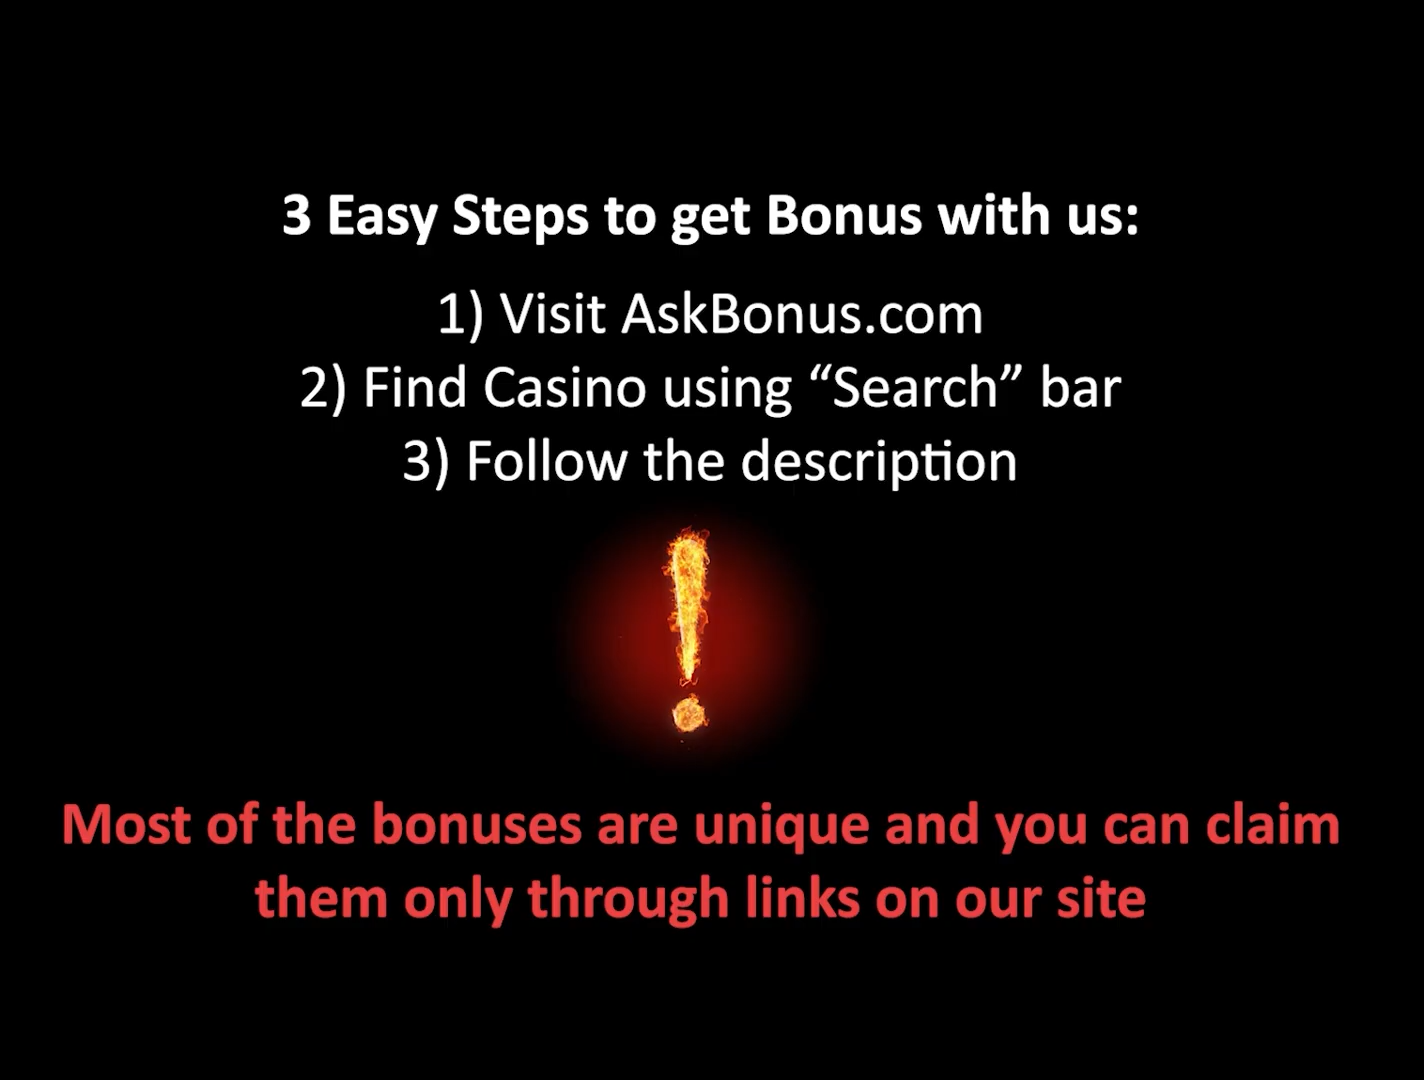 3 Easy Steps to get Bonus with us:
1) Visit AskBonus.com
2) Find Casino using “Search” bar
3) Follow the description
!
Most of the bonuses are unique and you can claim
them only through links on our site